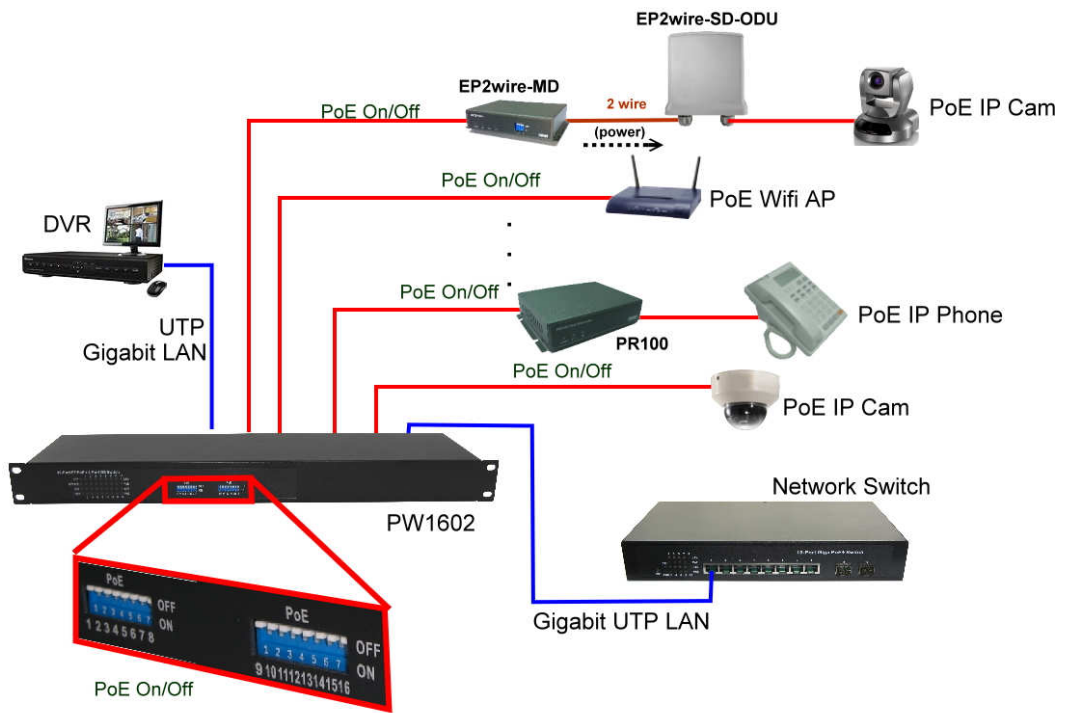 EP2wire-SD-ODU
EP2wire-MD
PoE On/Off
2 wire
(power)
PoE IP Cam
PoE On/Off
PoE Wifi AP
DVR
PoE On/Off
UTP
Gigabit LAN
PR100
PoE IP Phone
PoE On/Off
PoE IP Cam
PW1602
Network Switch
Gigabit UTP LAN
PoE
1 2 3 4 5 6 7
OFF
ON
1 2 3 4 5 6 7 8
PoE
1 2 3 4 5 6 7
OFF
ON
9 10 11 12 13 14 15 16
PoE On/Off